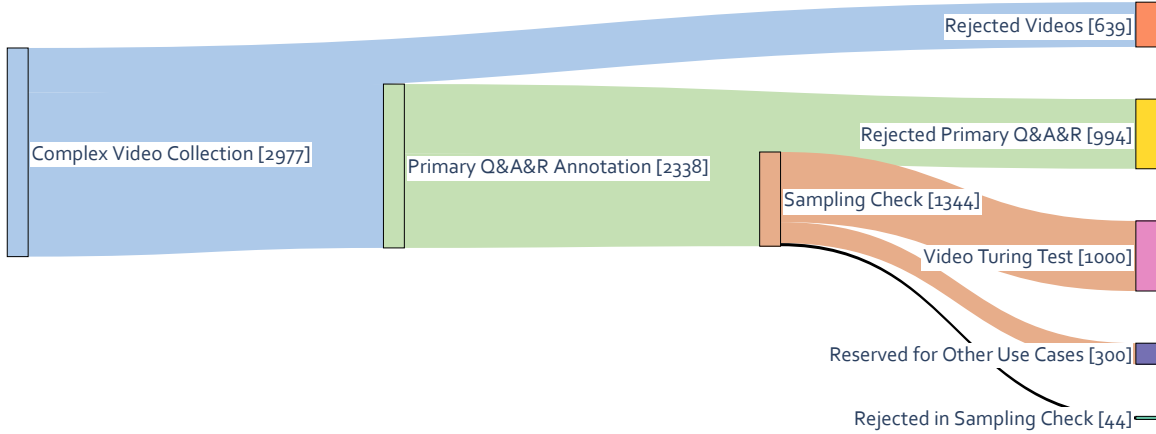 Rejected Videos [639]
Rejected Primary Q&A&R [994]
Complex Video Collection [2977]
Primary Q&A&R Annotation [2338]
Sampling Check [1344]
Video Turing Test [1000]
Reserved for Other Use Cases [300]
Rejected in Sampling Check [44]